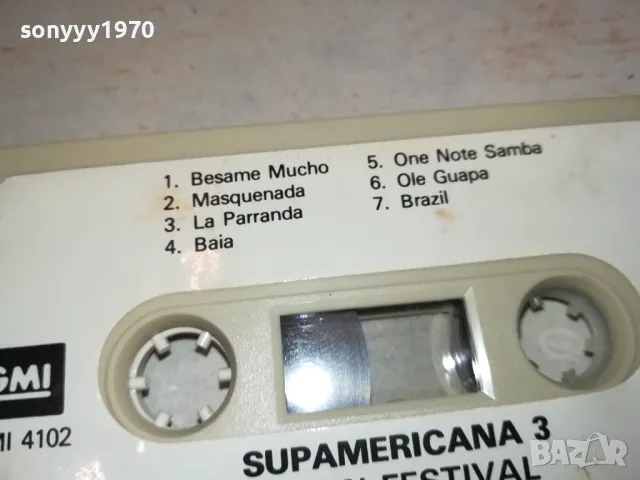 sonyyy1970
1. Besame Mucho
2. Masquenada
3. La Parranda
4. Baia
5. One Note Samba
6. Ole Guapa
7. Brazil
GMI
MI 4102
SUPAMERICANA 3
FESTIVAL
bazar